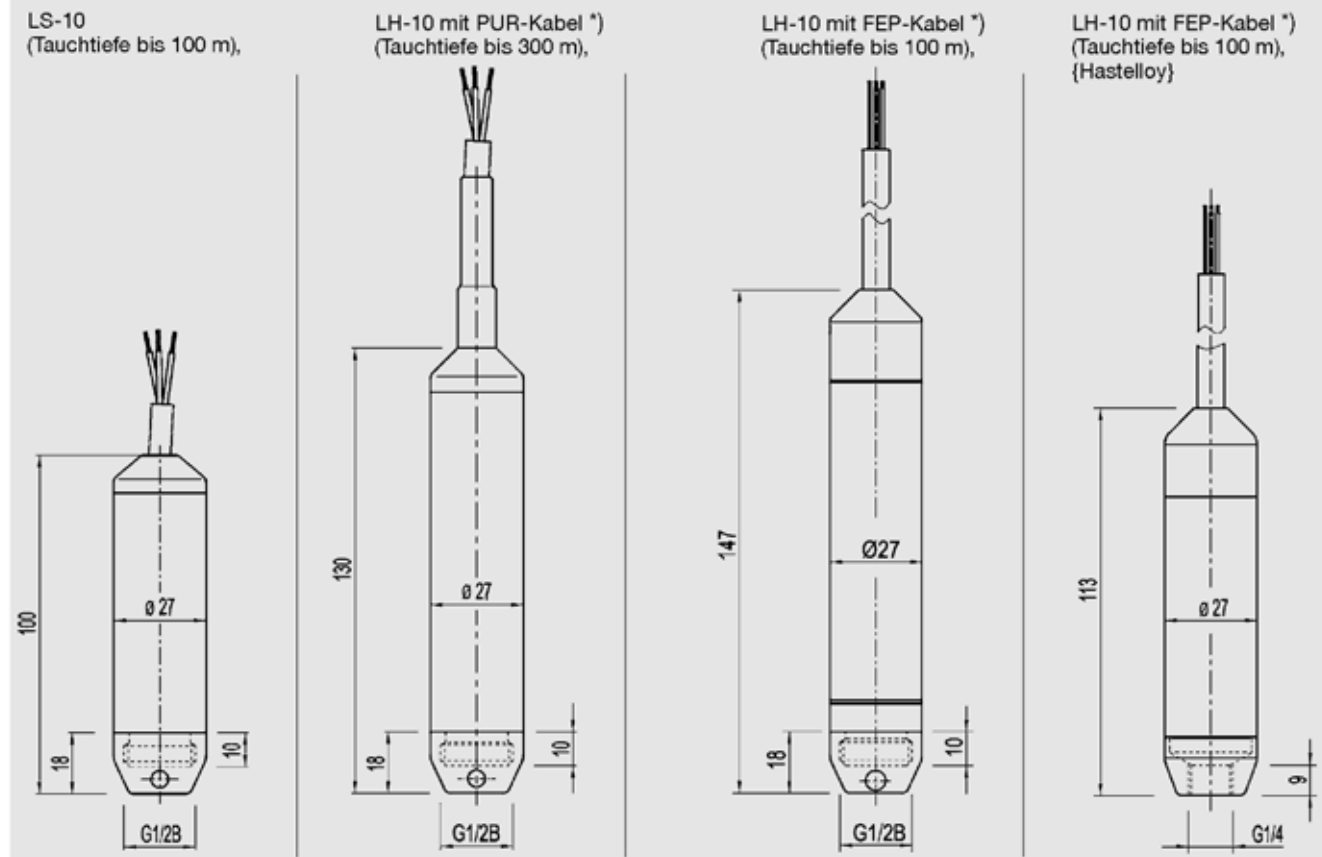 LS-10
(Tauchtiefe bis 100 m),
100
ø 27
18
10
G1/2B
LH-10 mit PUR-Kabel *)
(Tauchtiefe bis 300 m),
130
ø 27
18
10
G1/2B
LH-10 mit FEP-Kabel *)
(Tauchtiefe bis 100 m),
147
Ø27
18
10
G1/2B
LH-10 mit FEP-Kabel *)
(Tauchtiefe bis 100 m),
{Hastelloy}
113
ø 27
9
G1/4